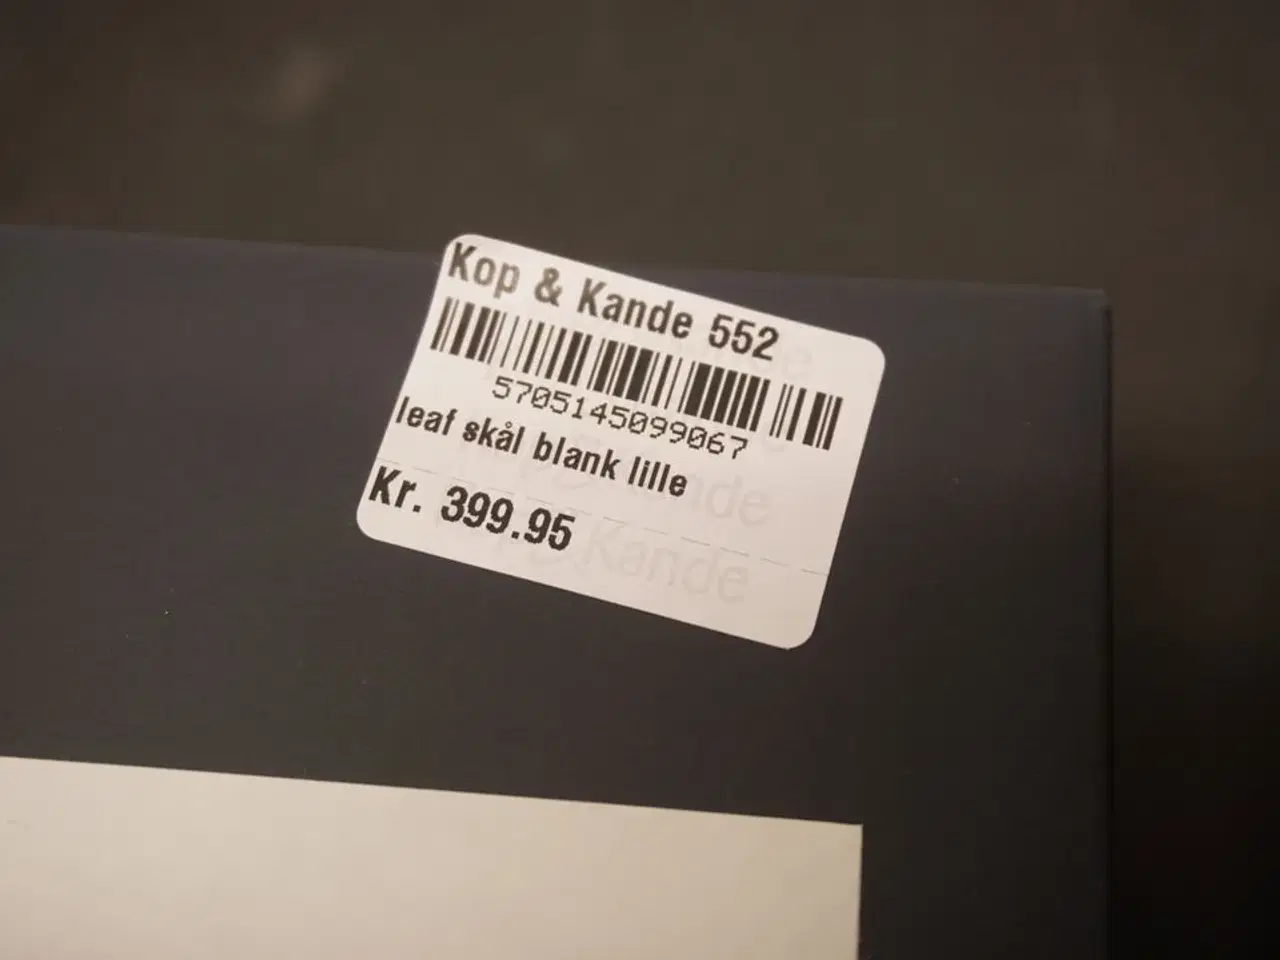 Kop & Kande 552
5705145099067
leaf skål blank lille
Kr. 399.95